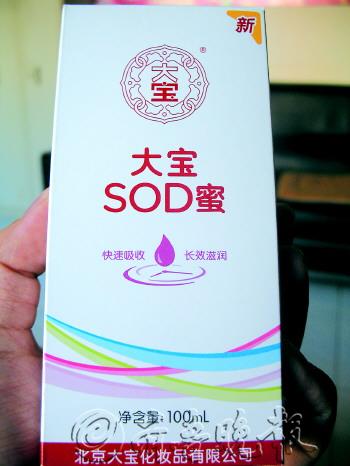 新
大宝
®
大宝
SOD蜜
快速吸收 长效滋润
净含量:100mL
北京大宝化妆品有限公司